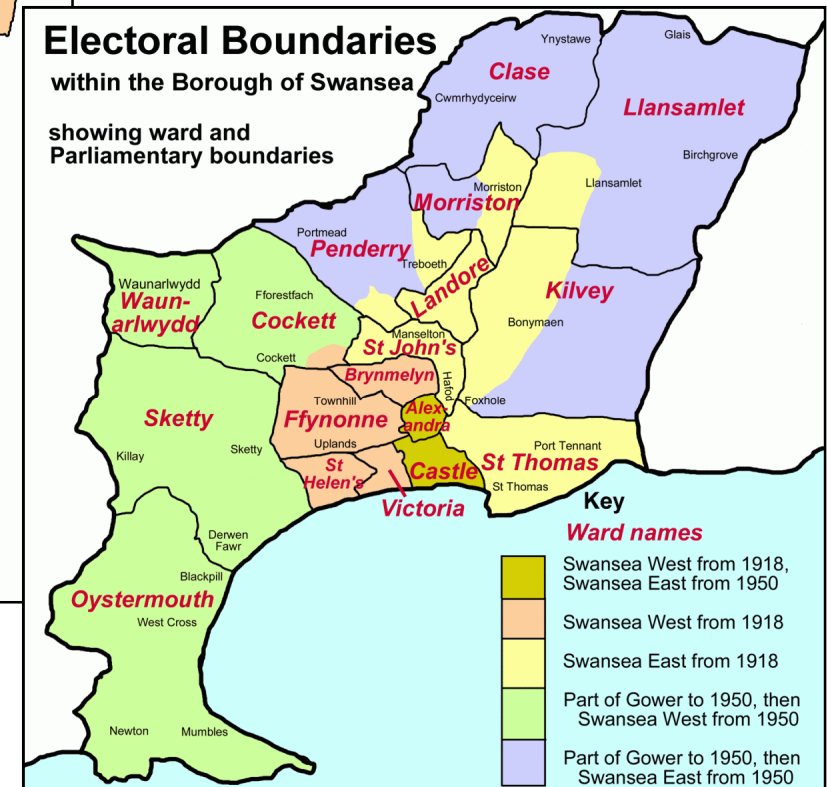 Electoral Boundaries
within the Borough of Swansea
showing ward and
Parliamentary boundaries
Ynystawe
Glais
Clase
Cwmrhydyceirw
Llansamlet
Birchgrove
Morriston
Llansamlet
Morriston
Portmead
Penderry
Treboeth
Landore
Kilvey
Waunarlwydd
Waun-
arlwydd
Fforestfach
Cockett
Bonymaen
Manselton
St John's
Cockett
Brynmelyn
Hafod
Foxhole
Townhill
Alex-
andra
Sketty
Ffynonne
Uplands
Port Tennant
Killay
Sketty
St
Helen's
Castle
St Thomas
St Thomas
Victoria
Derwen
Fawr
Blackpill
Oystermouth
West Cross
Newton
Mumbles
Key
Ward names
Swansea West from 1918,
Swansea East from 1950
Swansea West from 1918
Swansea East from 1918
Part of Gower to 1950, then
Swansea West from 1950
Part of Gower to 1950, then
Swansea East from 1950